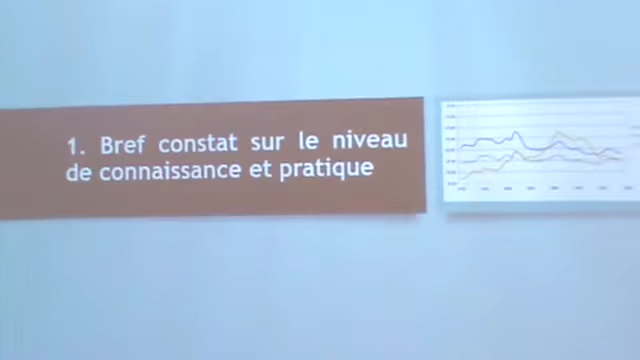 1. Bref constat sur le niveau
de connaissance et pratique